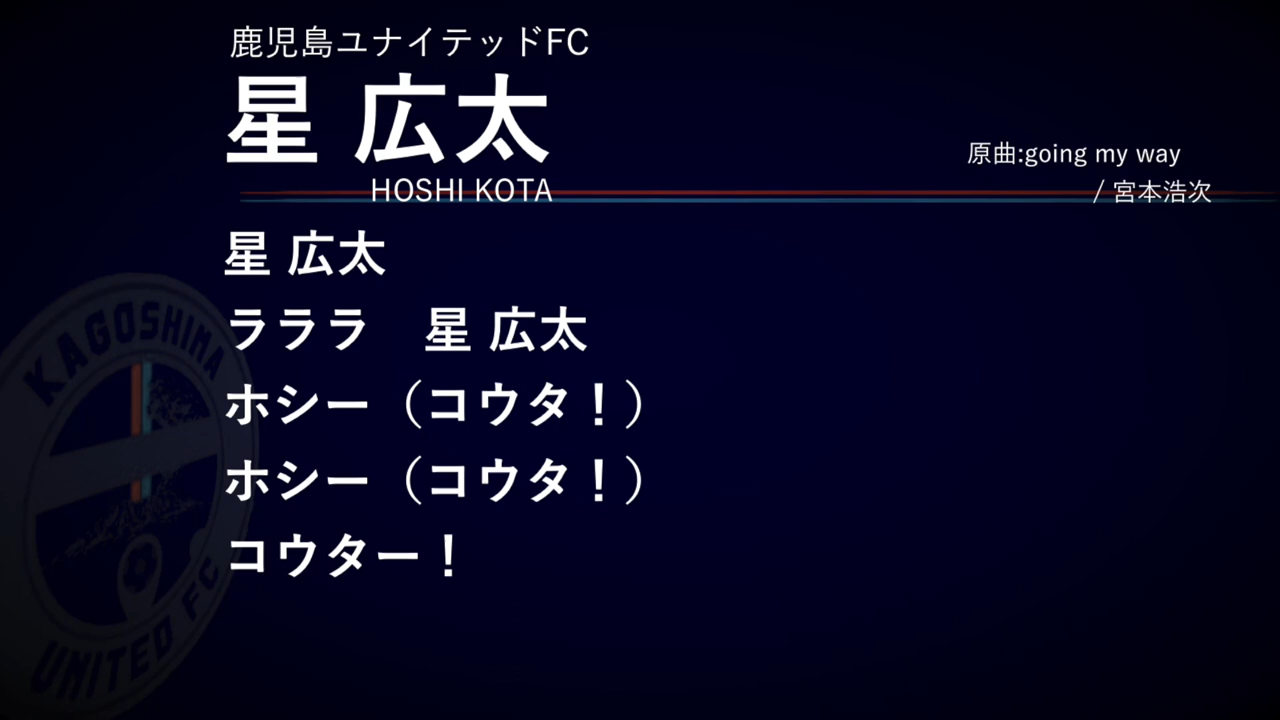 鹿児島ユナイテッドFC
星 広太
HOSHI KOTA
原曲:going my way
/ 宮本浩次
星 広太
ラララ　星 広太
ホシー（コウタ！）
ホシー（コウタ！）
コウター！
KAGOSHIMA
UNITED FC